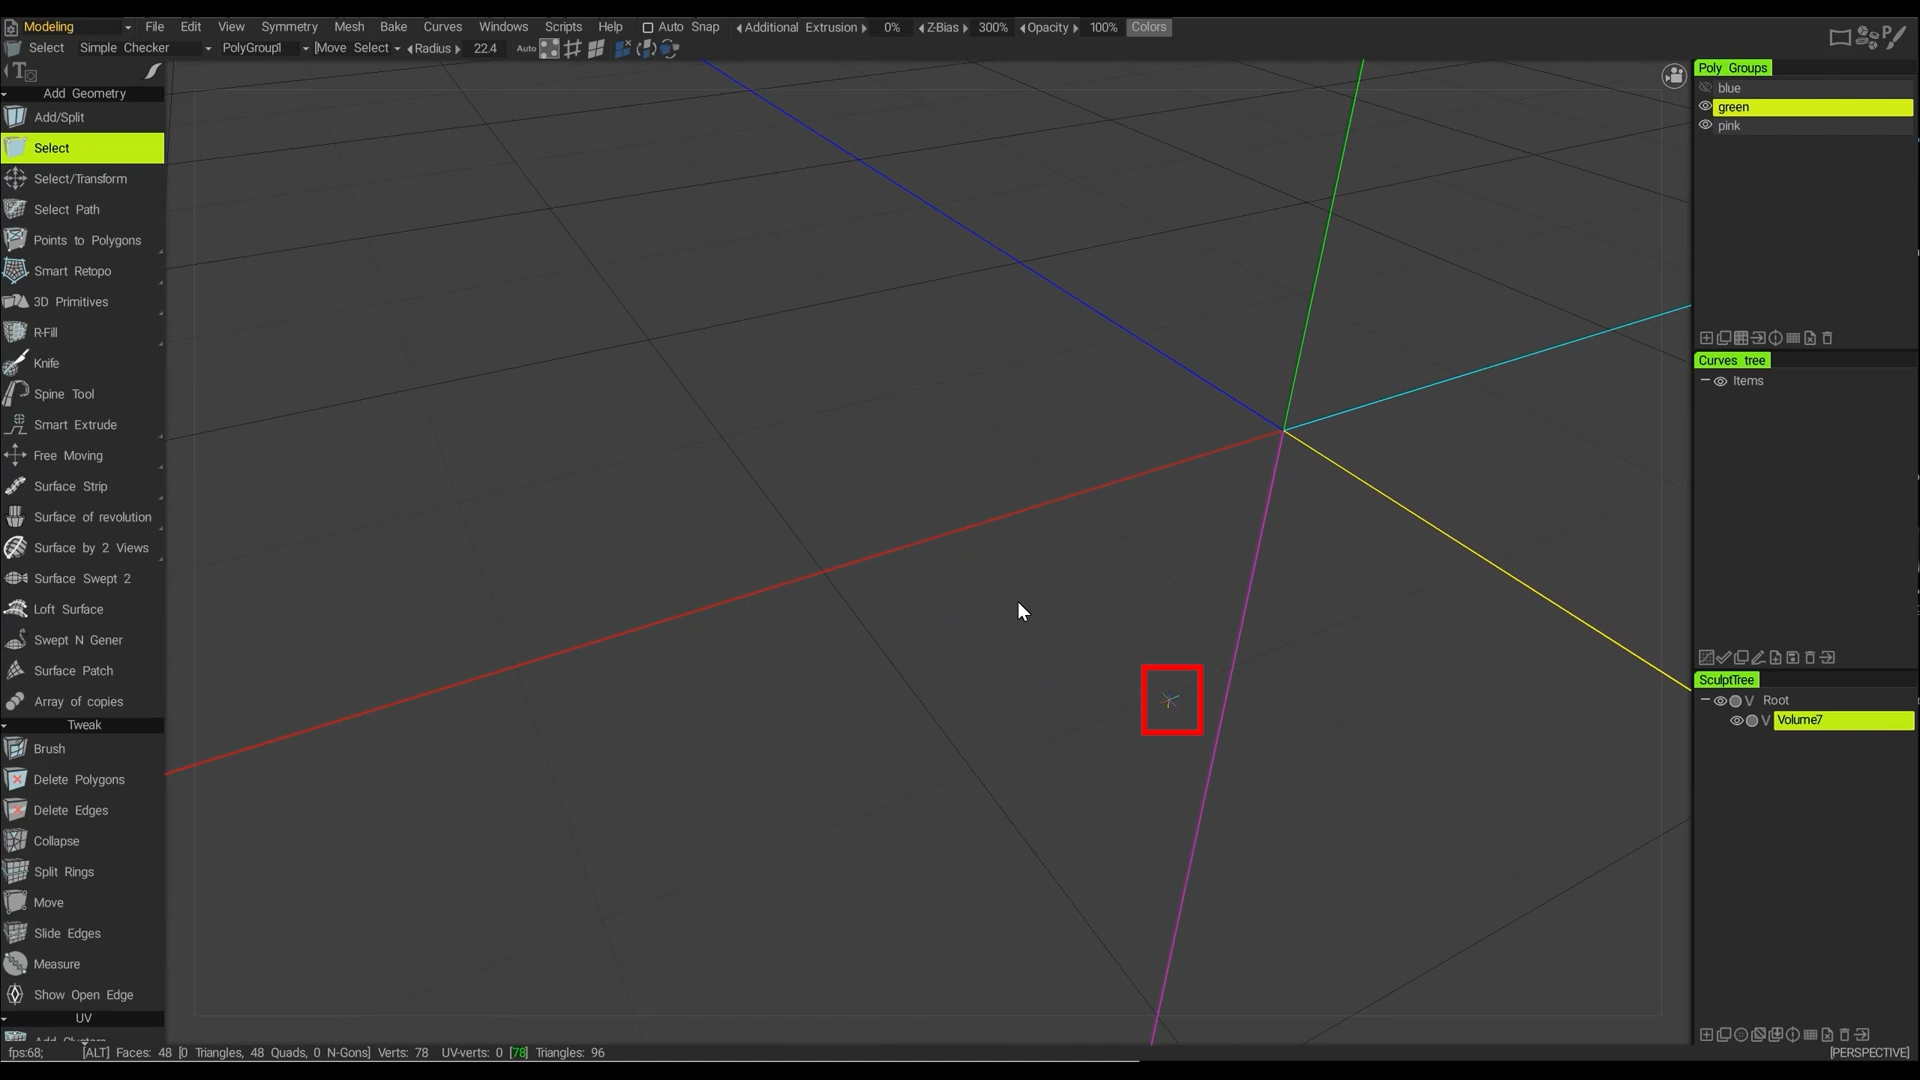 Modeling File Edit View Symmetry Mesh Bake Curves Windows Scripts Help Auto Snap Additional Extrusion 0% Z-Bias 300% Opacity 100% Colors
Select Simple Checker PolyGroup1 [Move Select Radius 22.4 Auto
Add Geometry
Add/Split
Select
Select/Transform
Select Path
Points to Polygons
Smart Retopo
3D Primitives
R-Fill
Knife
Spine Tool
Smart Extrude
Free Moving
Surface Strip
Surface of revolution
Surface by 2 Views
Surface Swept 2
Loft Surface
Swept N Gener
Surface Patch
Array of copies
Tweak
Brush
Delete Polygons
Delete Edges
Collapse
Split Rings
Move
Slide Edges
Measure
Show Open Edge
UV
Poly Groups
blue
green
pink
Curves tree
Items
SculptTree
V Root
V Volume7
fps:68; [ALT] Faces: 48 [0 Triangles, 48 Quads, 0 N-Gons] Verts: 78 UV-verts: 0 [78] Triangles: 96 [PERSPECTIVE]